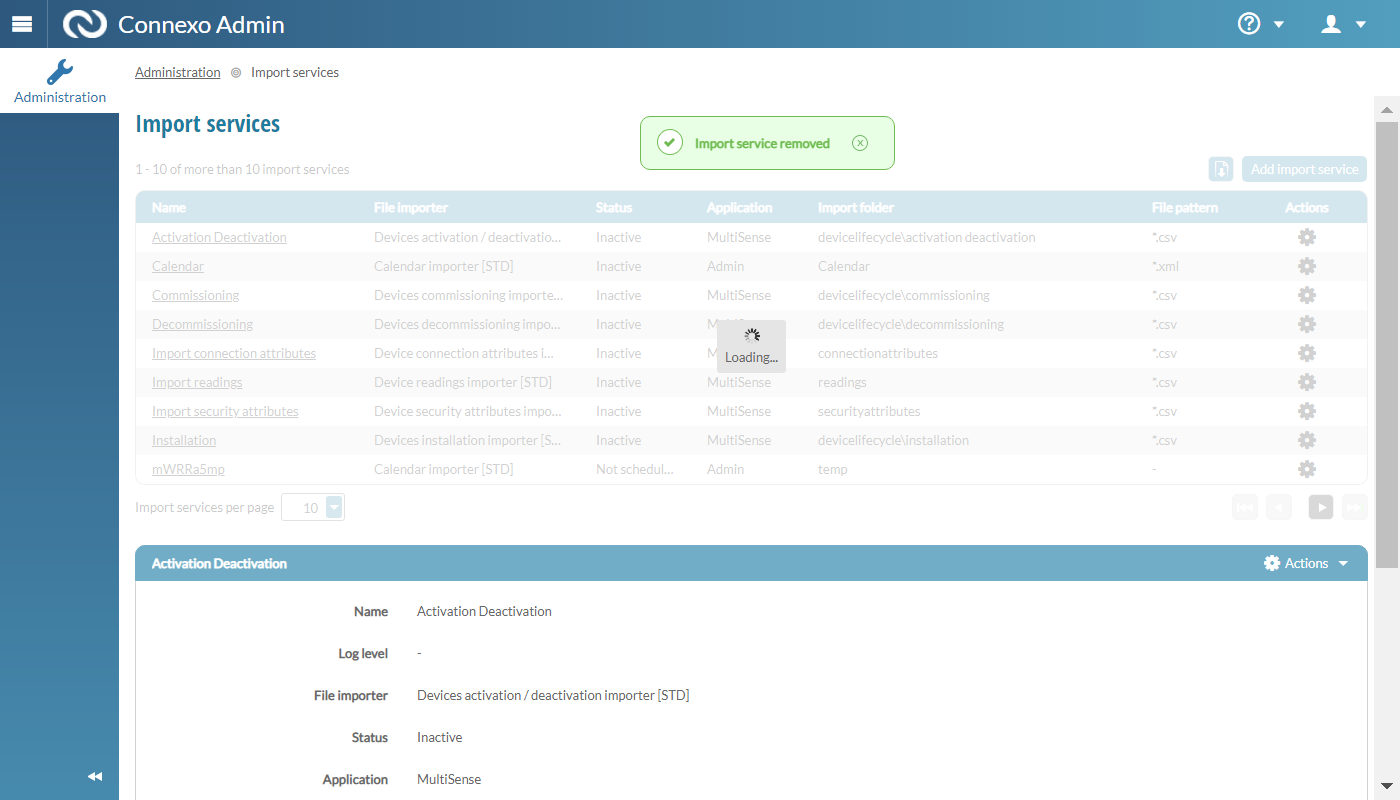 Connexo Admin
Administration
Administration Import services
Import services
Import service removed
1 - 10 of more than 10 import services
Add import service
Name File importer Status Application Import folder File pattern Actions
Activation Deactivation Devices activation / deactivatio... Inactive MultiSense devicelifecycle\activation deactivation *.csv
Calendar Calendar importer [STD] Inactive Admin Calendar *.xml
Commissioning Devices commissioning importe... Inactive MultiSense devicelifecycle\commissioning *.csv
Decommissioning Devices decommissioning impo... Inactive devicelifecycle\decommissioning *.csv
Import connection attributes Device connection attributes i... Inactive connectionattributes *.csv
Loading...
Import readings Device readings importer [STD] Inactive MultiSense readings *.csv
Import security attributes Device security attributes impo... Inactive MultiSense securityattributes *.csv
Installation Devices installation importer [S... Inactive MultiSense devicelifecycle\installation *.csv
mWRRa5mp Calendar importer [STD] Not schedul... Admin temp -
Import services per page 10
Activation Deactivation Actions
Name Activation Deactivation
Log level -
File importer Devices activation / deactivation importer [STD]
Status Inactive
Application MultiSense